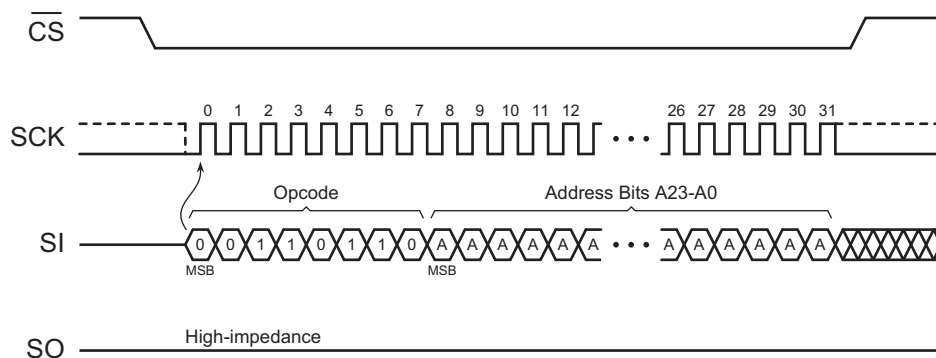 CS
0 1 2 3 4 5 6 7 8 9 10 11 12 26 27 28 29 30 31
SCK
• • •
Opcode Address Bits A23-A0
SI 0 0 1 1 0 1 1 0 A A A A A A • • • A A A A A A
MSB MSB
High-impedance
SO